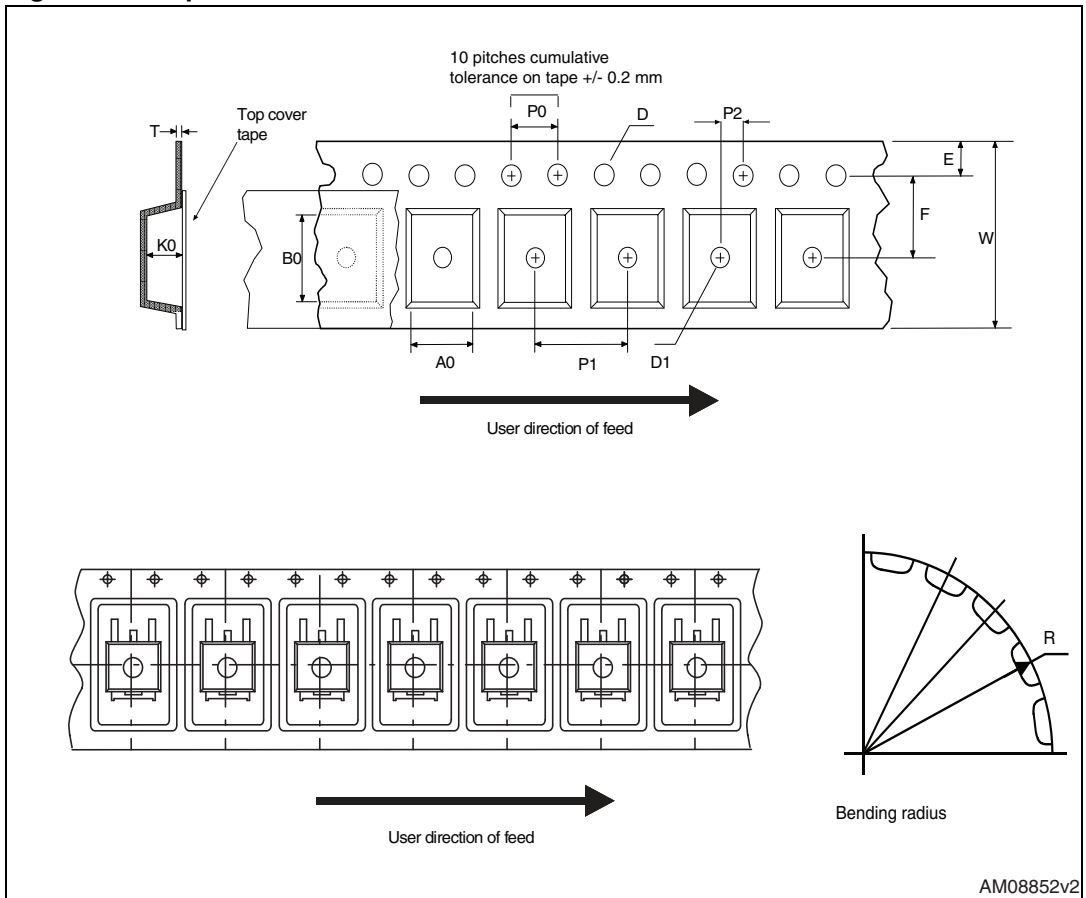 10 pitches cumulative
tolerance on tape +/- 0.2 mm
P0
D
P2
Top cover
tape
T
E
F
W
K0
B0
A0
P1
D1
User direction of feed
R
Bending radius
User direction of feed
AM08852v2